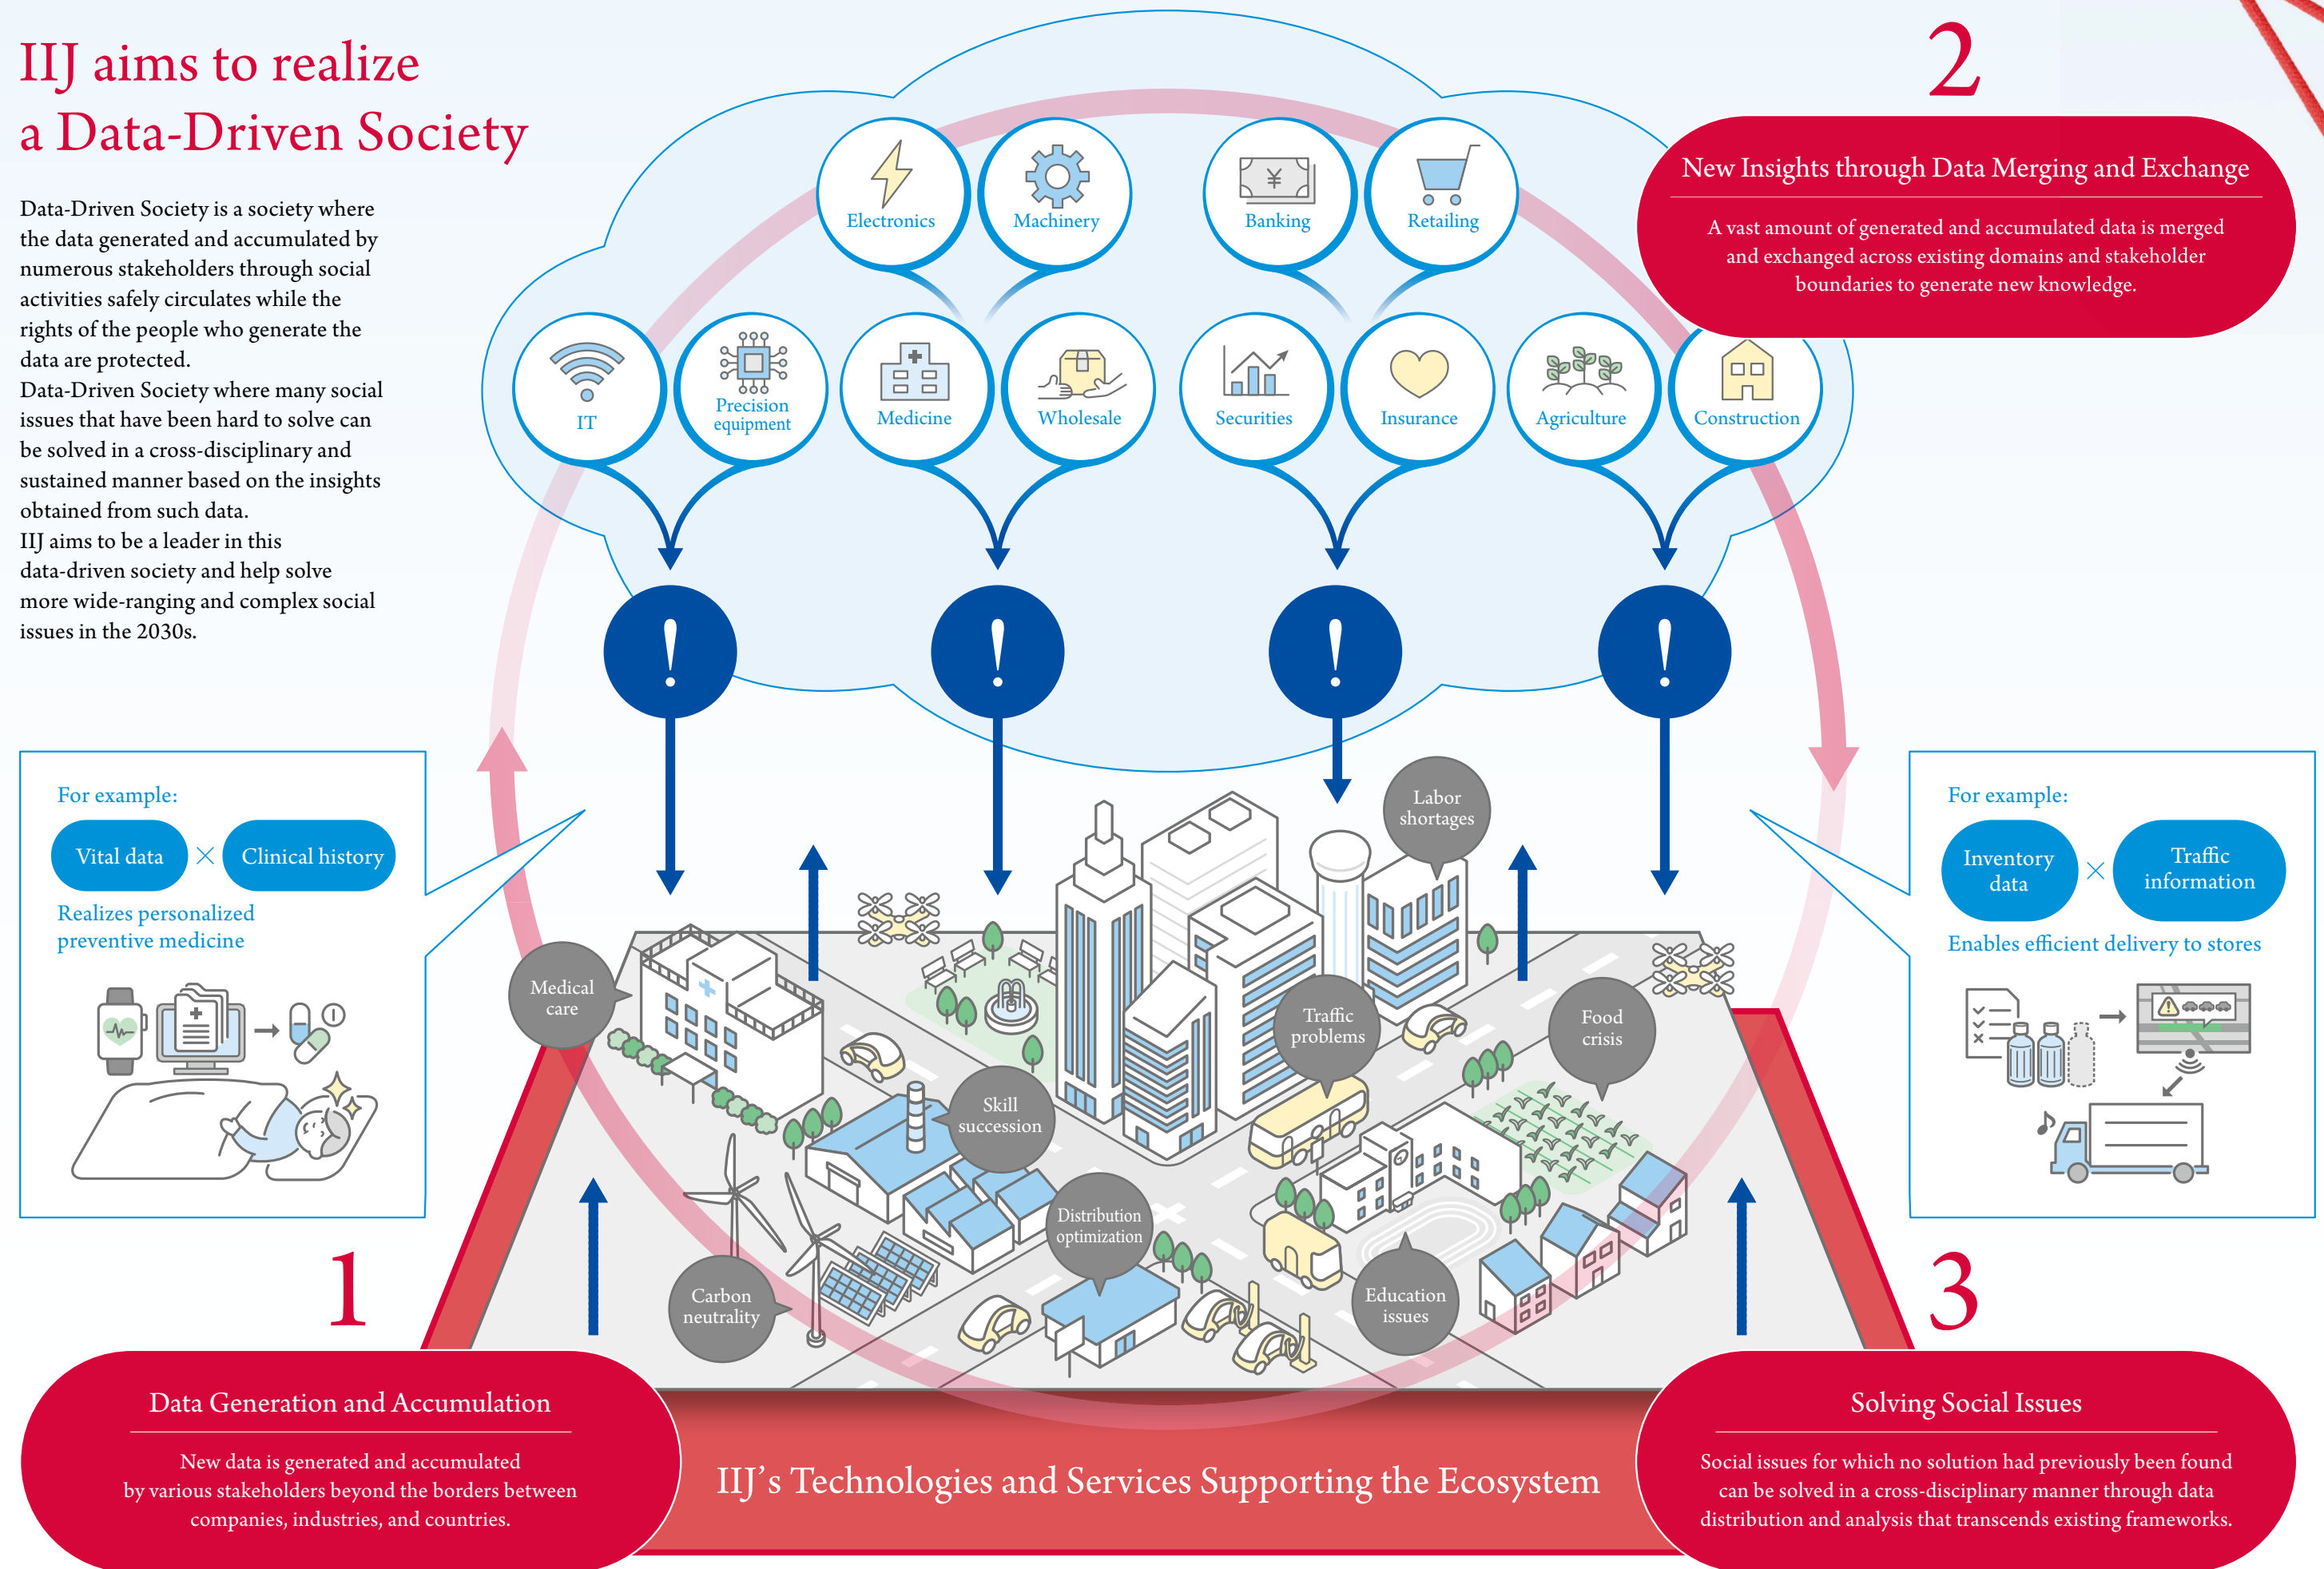 IIJ aims to realize
a Data-Driven Society
Data-Driven Society is a society where
the data generated and accumulated by
numerous stakeholders through social
activities safely circulates while the
rights of the people who generate the
data are protected.
Data-Driven Society where many social
issues that have been hard to solve can
be solved in a cross-disciplinary and
sustained manner based on the insights
obtained from such data.
IIJ aims to be a leader in this
data-driven society and help solve
more wide-ranging and complex social
issues in the 2030s.
2
New Insights through Data Merging and Exchange
A vast amount of generated and accumulated data is merged
and exchanged across existing domains and stakeholder
boundaries to generate new knowledge.
¥
Electronics
Machinery
Banking
Retailing
IT
Precision
equipment
Medicine
Wholesale
Securities
Insurance
Agriculture
Construction
!
!
!
!
For example:
Vital data
×
Clinical history
Realizes personalized
preventive medicine
For example:
Inventory
data
×
Traffic
information
Enables efficient delivery to stores
!
♪
Labor
shortages
Medical
care
Traffic
problems
Food
crisis
Skill
succession
Distribution
optimization
Carbon
neutrality
Education
issues
1
Data Generation and Accumulation
New data is generated and accumulated
by various stakeholders beyond the borders between
companies, industries, and countries.
IIJ’s Technologies and Services Supporting the Ecosystem
3
Solving Social Issues
Social issues for which no solution had previously been found
can be solved in a cross-disciplinary manner through data
distribution and analysis that transcends existing frameworks.